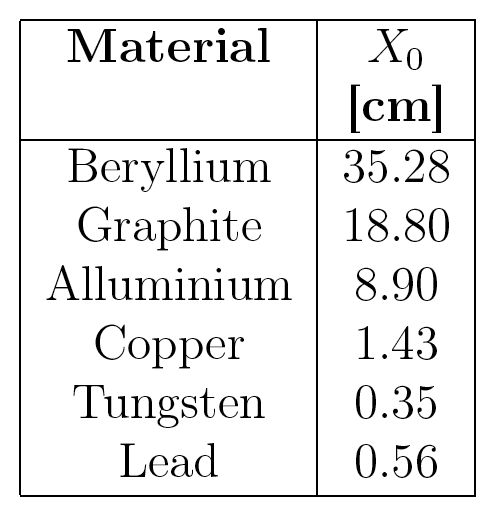 Material X₀
[cm]
Beryllium 35.28
Graphite 18.80
Alluminium 8.90
Copper 1.43
Tungsten 0.35
Lead 0.56